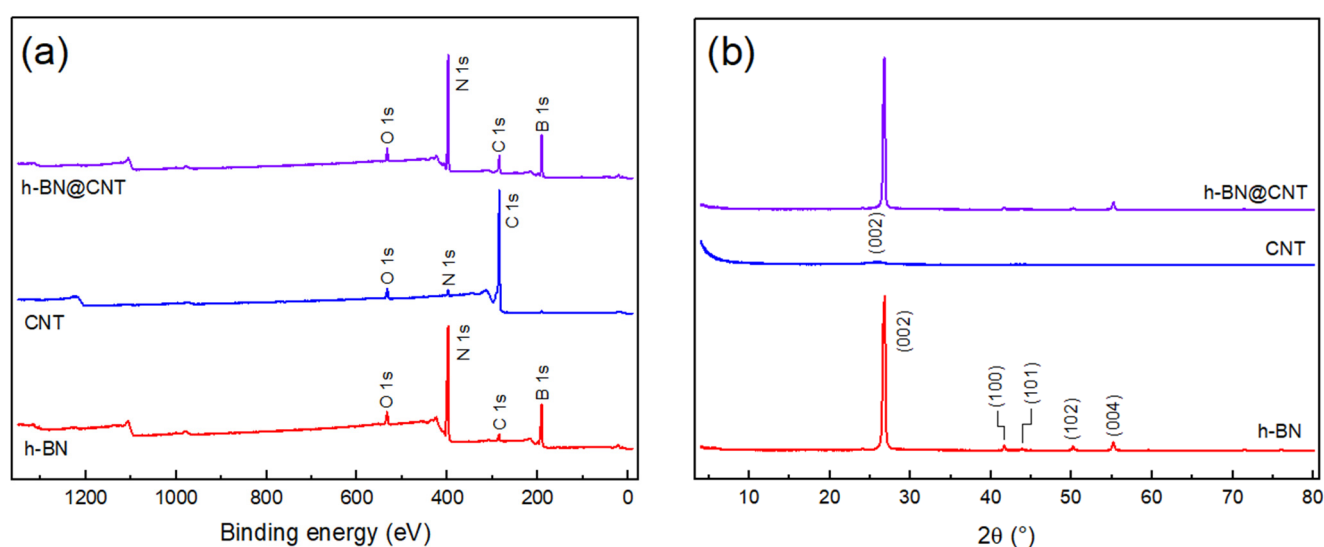 (a)
O 1s
N 1s
C 1s
B 1s
h-BN@CNT
O 1s
N 1s
C 1s
CNT
O 1s
N 1s
C 1s
B 1s
h-BN
1200
1000
800
600
400
200
0
Binding energy (eV)
(b)
h-BN@CNT
(002)
CNT
(002)
(100)
(101)
(102)
(004)
h-BN
10
20
30
40
50
60
70
80
2θ (°)